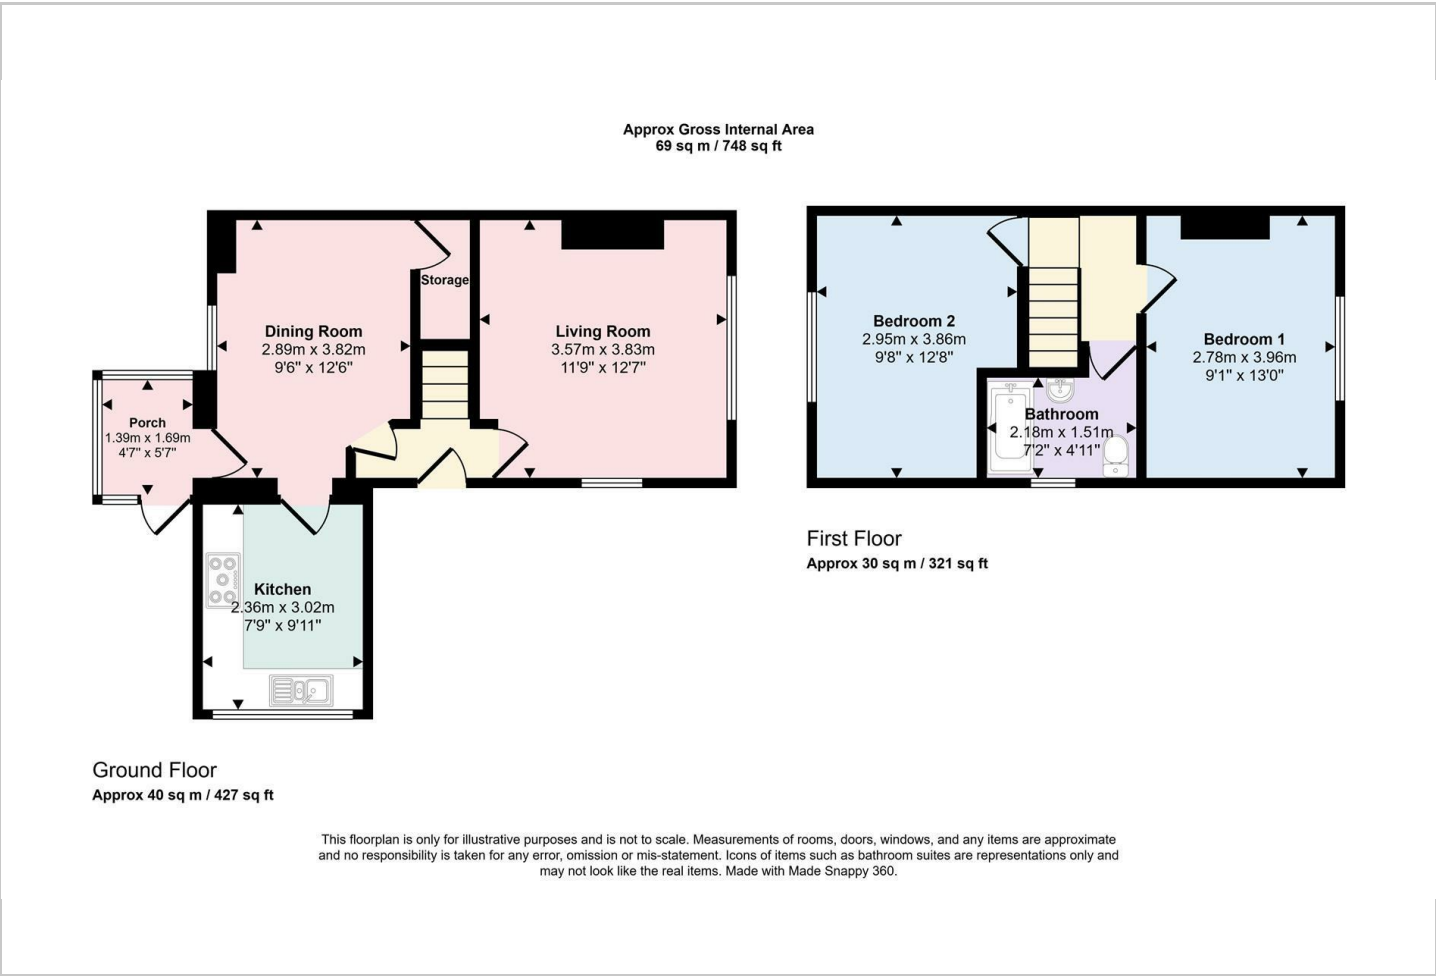 Approx Gross Internal Area
69 sq m / 748 sq ft
Storage
Dining Room
2.89m x 3.82m
9'6" x 12'6"
Living Room
3.57m x 3.83m
11'9" x 12'7"
Porch
1.39m x 1.69m
4'7" x 5'7"
Kitchen
2.36m x 3.02m
7'9" x 9'11"
Ground Floor
Approx 40 sq m / 427 sq ft
Bedroom 2
2.95m x 3.86m
9'8" x 12'8"
Bedroom 1
2.78m x 3.96m
9'1" x 13'0"
Bathroom
2.18m x 1.51m
7'2" x 4'11"
First Floor
Approx 30 sq m / 321 sq ft
This floorplan is only for illustrative purposes and is not to scale. Measurements of rooms, doors, windows, and any items are approximate
and no responsibility is taken for any error, omission or mis-statement. Icons of items such as bathroom suites are representations only and
may not look like the real items. Made with Made Snappy 360.